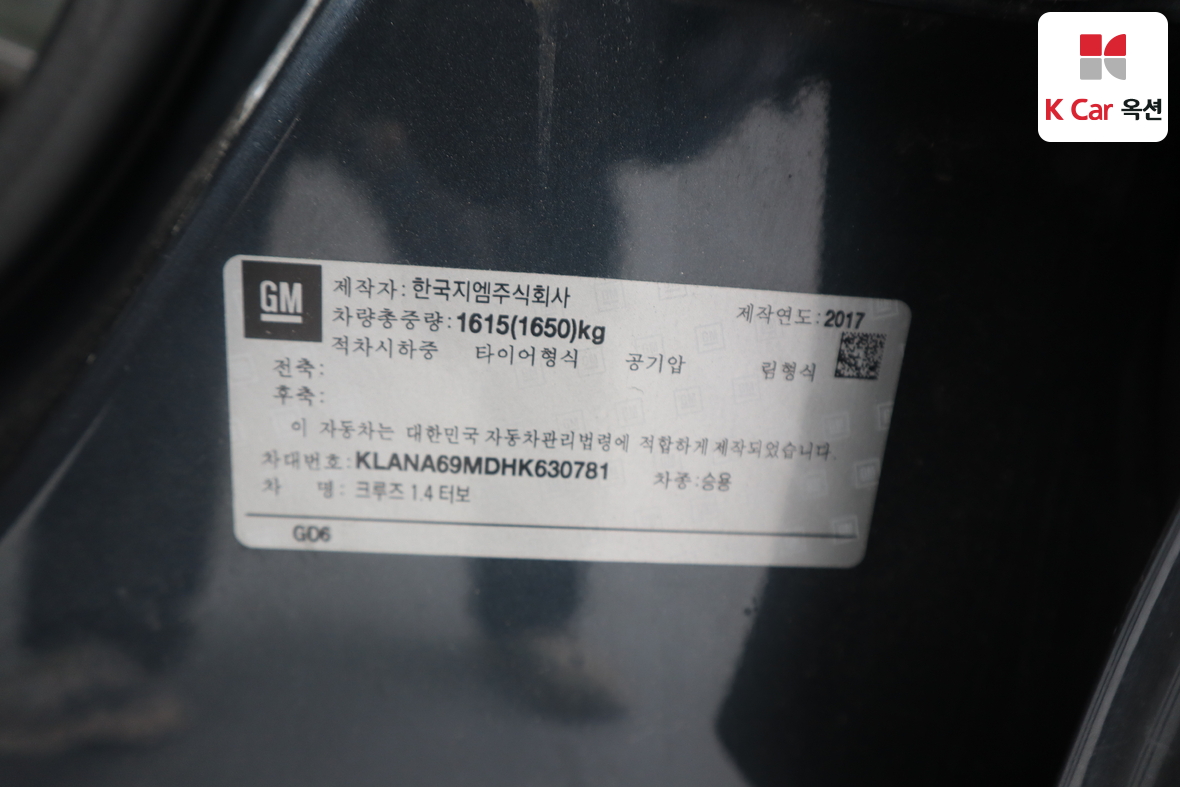 K Car 옥션
GM
제작자: 한국지엠주식회사
제작연도: 2017
차량총중량: 1615(1650)kg
적차시하중 타이어형식 공기압 림형식
전축:
후축:
이 자동차는 대한민국 자동차관리법령에 적합하게 제작되었습니다.
차대번호: KLANA69MDHK630781 차종:승용
차 명: 크루즈 1.4 터보
GD6